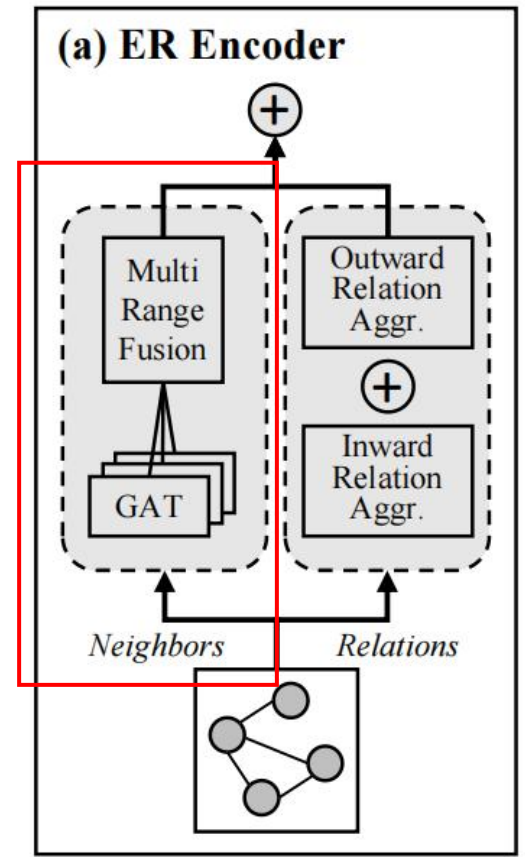 (a) ER Encoder
+
Multi
Range
Fusion
GAT
Neighbors
Outward
Relation
Aggr.
+
Inward
Relation
Aggr.
Relations